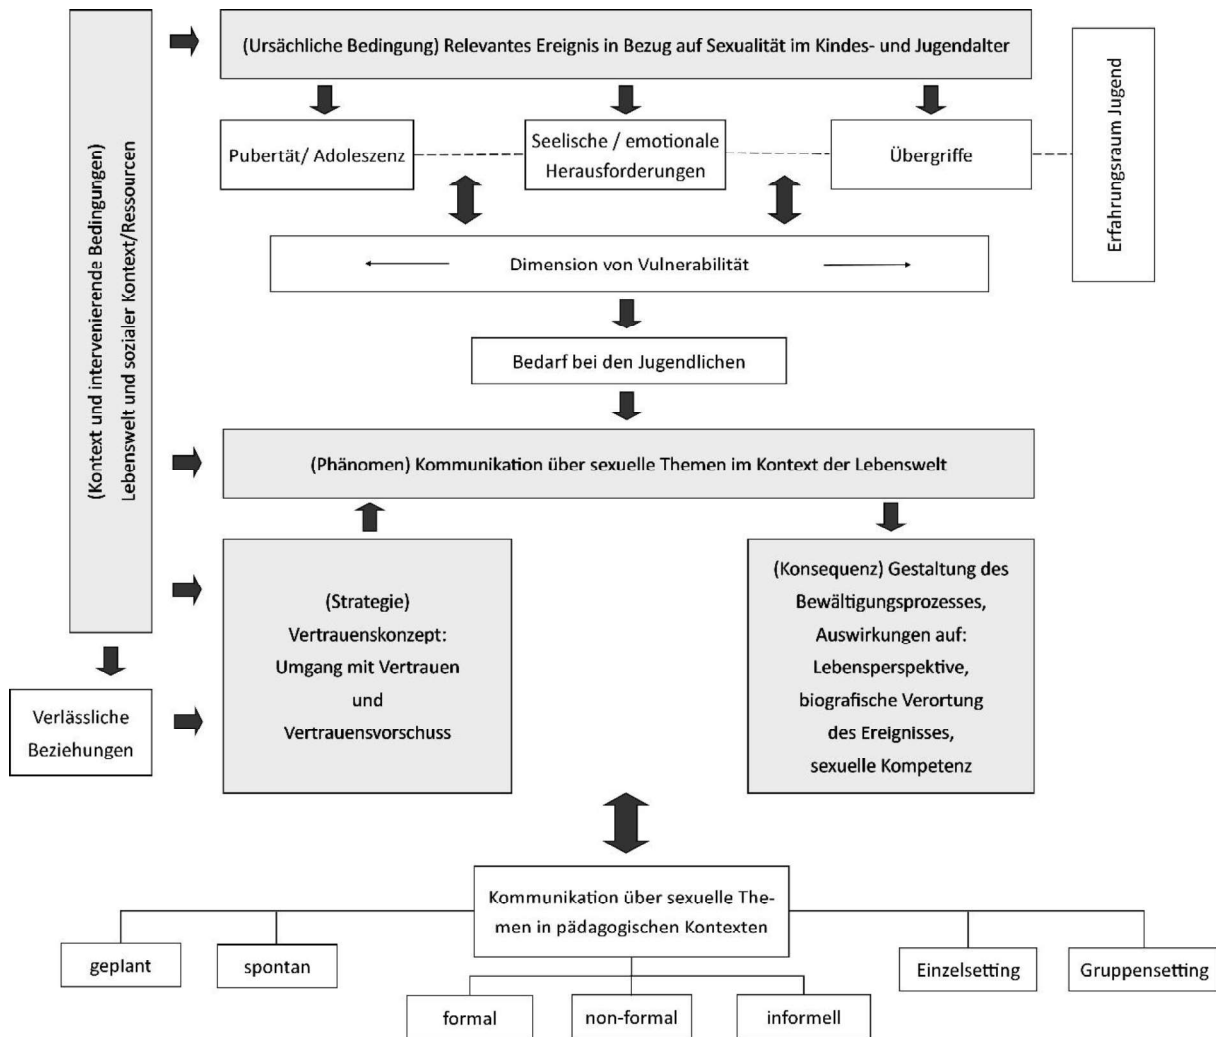 (Ursächliche Bedingung) Relevantes Ereignis in Bezug auf Sexualität im Kindes- und Jugendalter
(Kontext und intervenierende Bedingungen)
Lebenswelt und sozialer Kontext/Ressourcen
Erfahrungsraum Jugend
Pubertät/ Adoleszenz
Seelische / emotionale
Herausforderungen
Übergriffe
Dimension von Vulnerabilität
Bedarf bei den Jugendlichen
(Phänomen) Kommunikation über sexuelle Themen im Kontext der Lebenswelt
(Strategie)
Vertrauenskonzept:
Umgang mit Vertrauen
und
Vertrauensvorschuss
(Konsequenz) Gestaltung des
Bewältigungsprozesses,
Auswirkungen auf:
Lebensperspektive,
biografische Verortung
des Ereignisses,
sexuelle Kompetenz
Verlässliche
Beziehungen
Kommunikation über sexuelle The-
men in pädagogischen Kontexten
geplant
spontan
Einzelsetting
Gruppensetting
formal
non-formal
informell